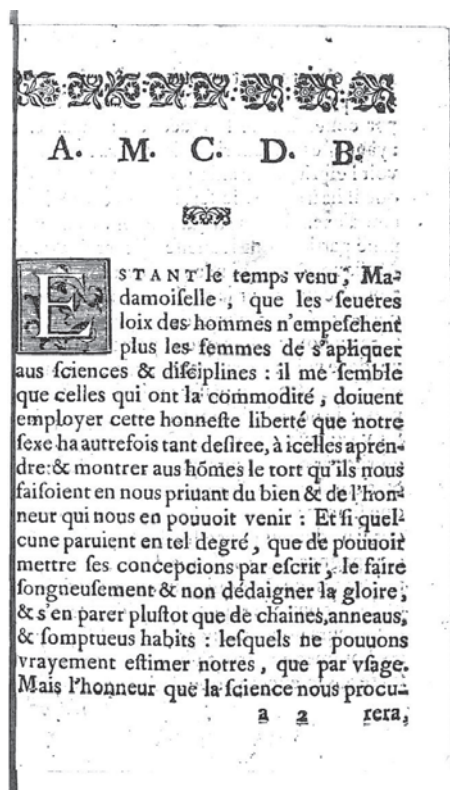 A. M. C. D. B.
ESTANT le temps venu, Ma-
damoiſelle, que les ſeueres
loix des hommes n'empeſchent
plus les femmes de s'apliquer
aus ſciences & diſciplines : il me ſemble
que celles qui ont la commodité, doiuent
employer cette honneſte liberté que notre
ſexe ha autrefois tant deſiree, à icelles apren-
dre: & montrer aus hõmes le tort qu'ils nous
faiſoient en nous priuant du bien & de l'hon-
neur qui nous en pouuoit venir : Et ſi quel-
cune paruient en tel degré, que de pouuoir
mettre ſes concepcions par eſcrit, le faire
ſongneuſement & non dédaigner la gloire,
& s'en parer pluſtot que de chaines, anneaus,
& ſomptueus habits : leſquels ne pouuons
vrayement eſtimer notres, que par vſage.
Mais l'honneur que la ſcience nous procu-
a 2 rera,